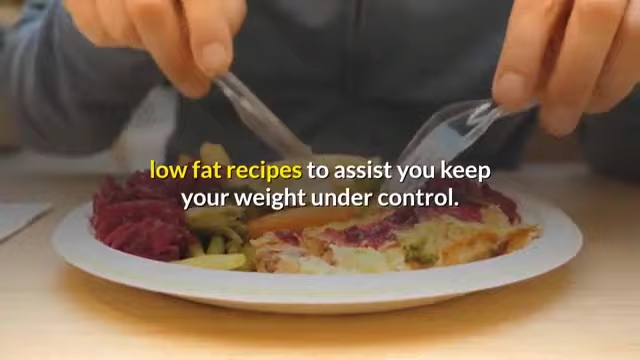 low fat recipes to assist you keep
your weight under control.